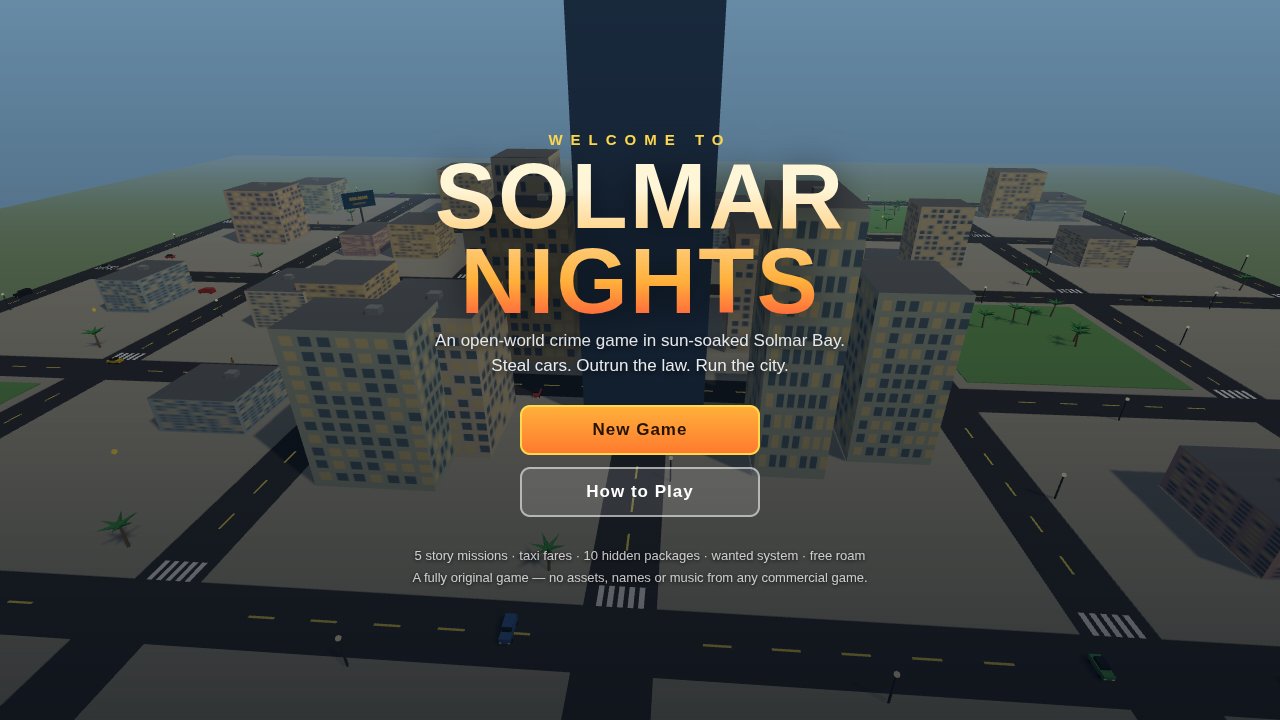 WELCOME TO
SOLMAR
NIGHTS
An open-world crime game in sun-soaked Solmar Bay.
Steal cars. Outrun the law. Run the city.
New Game
How to Play
5 story missions · taxi fares · 10 hidden packages · wanted system · free roam
A fully original game — no assets, names or music from any commercial game.